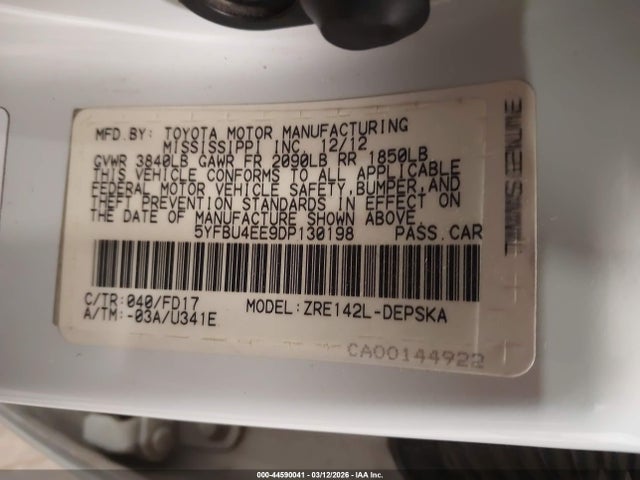 MFD.BY: TOYOTA MOTOR MANUFACTURING
MISSISSIPPI INC. 12/12
GVWR 3840LB GAWR FR 2090LB RR 1850LB
THIS VEHICLE CONFORMS TO ALL APPLICABLE
FEDERAL MOTOR VEHICLE SAFETY,BUMPER,AND
THEFT PREVENTION STANDARDS IN EFFECT ON
THE DATE OF MANUFACTURE SHOWN ABOVE.
5YFBU4EE9DP130198 PASS.CAR
C/TR:040/FD17 MODEL:ZRE142L-DEPSKA
A/TM:-03A/U341E
CA00144922
000-44590041 - 03/12/2026 - IAA Inc.